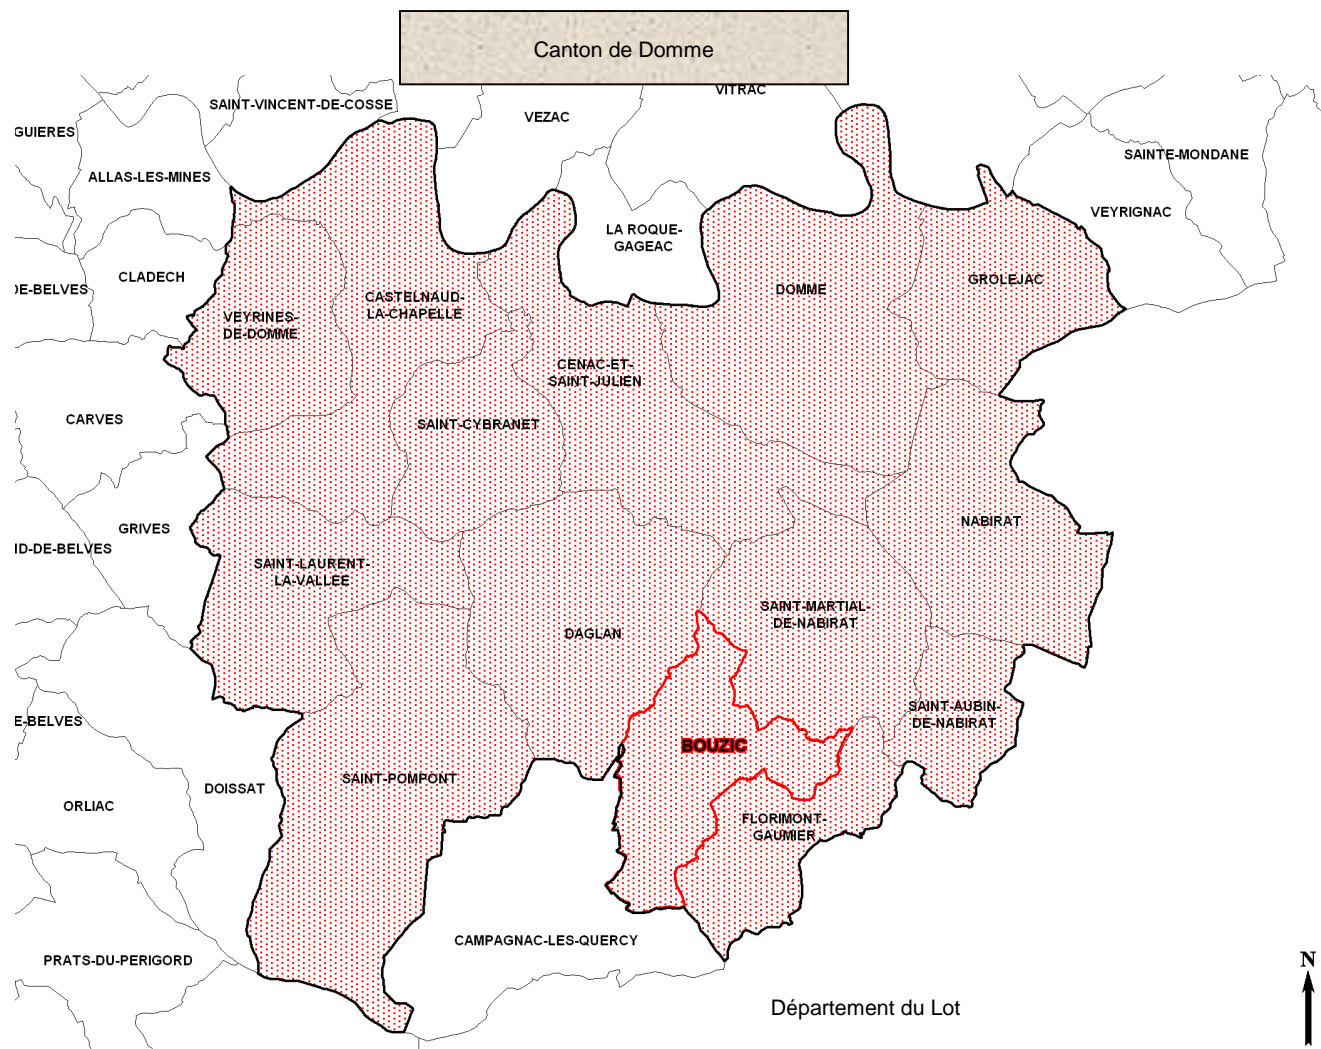 Canton de Domme
VITRAC
SAINT-VINCENT-DE-COSSE
VEZAC
GUIERES
SAINTE-MONDANE
ALLAS-LES-MINES
VEYRIGNAC
LA ROQUE-
GAGEAC
CLADECH
GROLEJAC
DE-BELVES
DOMME
CASTELNAUD-
LA-CHAPELLE
VEYRINES-
DE-DOMME
CENAC-ET-
SAINT-JULIEN
CARVES
SAINT-CYBRANET
GRIVES
NABIRAT
ID-DE-BELVES
SAINT-LAURENT-
LA-VALLEE
SAINT-MARTIAL-
DE-NABIRAT
DAGLAN
SAINT-AUBIN-
DE-NABIRAT
E-BELVES
BOUZIC
SAINT-POMPONT
DOISSAT
ORLIAC
FLORIMONT-
GAUMIER
CAMPAGNAC-LES-QUERCY
PRATS-DU-PERIGORD
N
Département du Lot